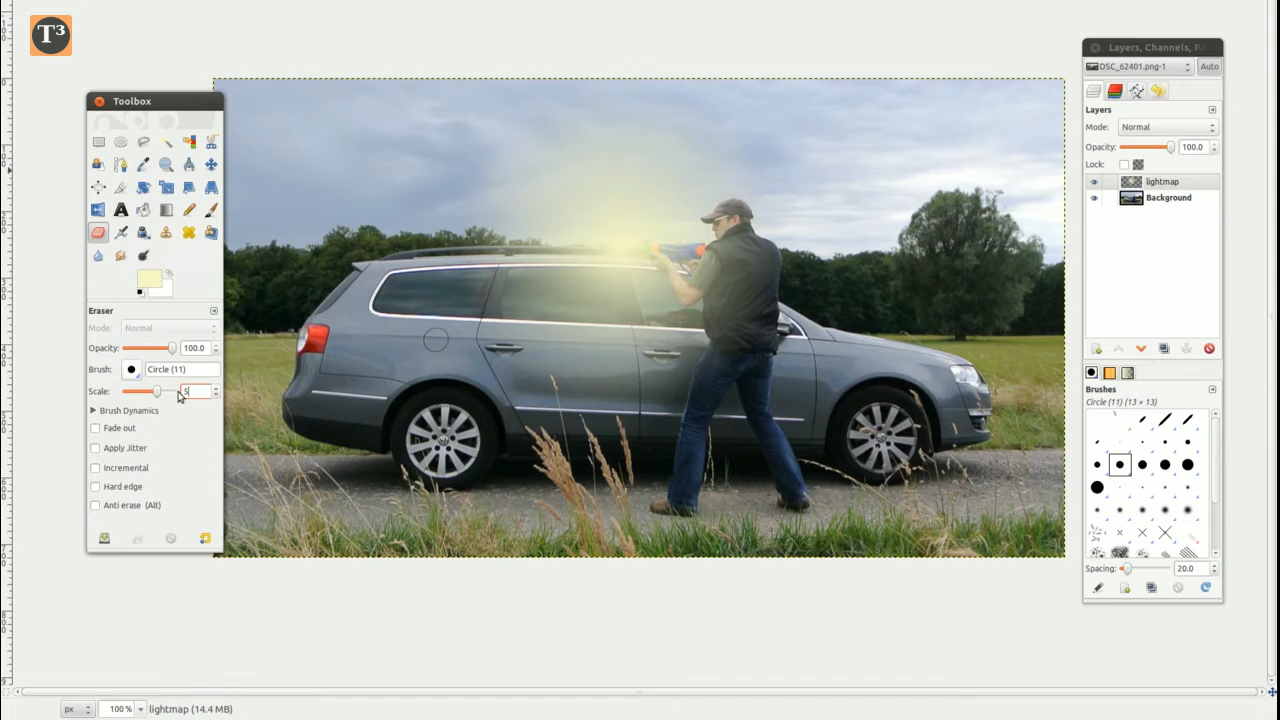 T³
Toolbox
Eraser
Mode: Normal
Opacity: 100.0
Brush: Circle (11)
Scale: 5
Brush Dynamics
Fade out
Apply Jitter
Incremental
Hard edge
Anti erase (Alt)
Layers, Channels, P
DSC_62401.png-1 Auto
Layers
Mode: Normal
Opacity: 100.0
Lock:
lightmap
Background
Brushes
Circle (11) (13 × 13)
Spacing: 20.0
px 100 % lightmap (14.4 MB)